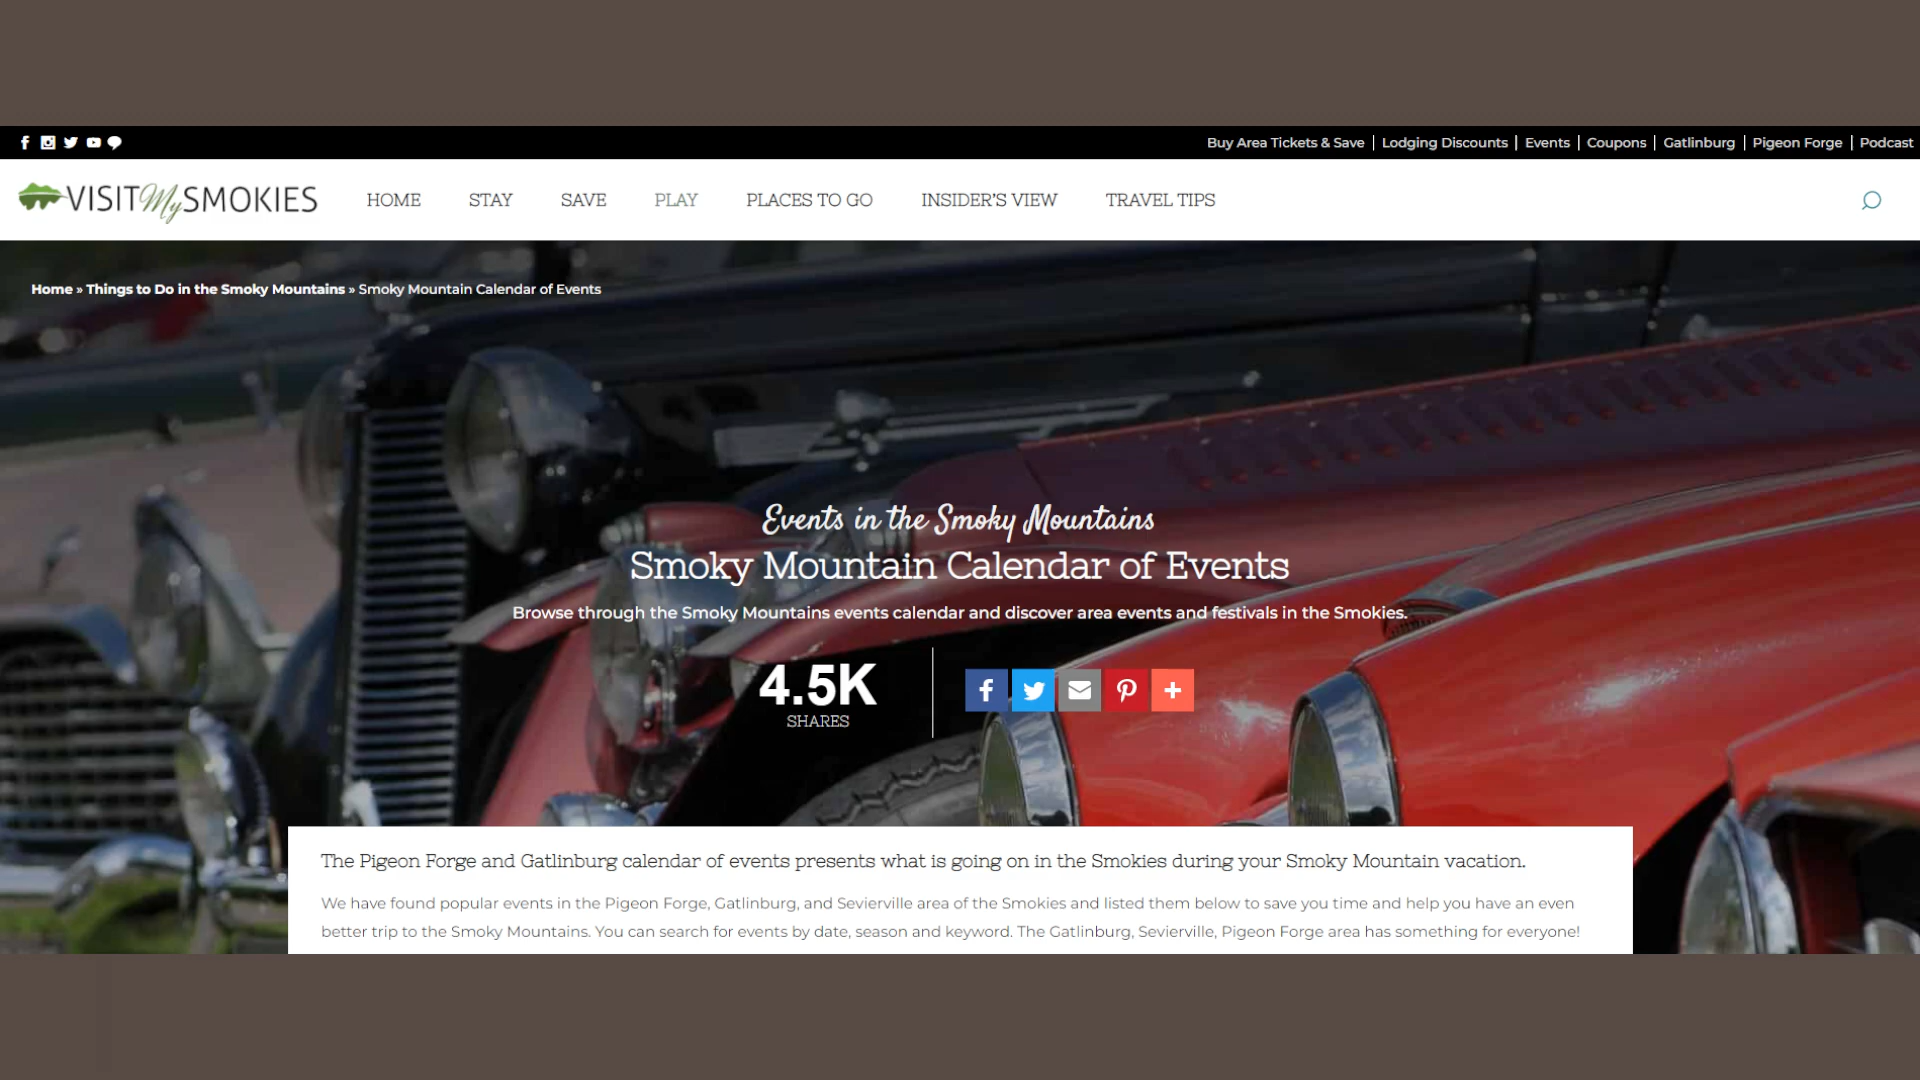 Buy Area Tickets & Save | Lodging Discounts | Events | Coupons | Gatlinburg | Pigeon Forge | Podcast
VISIT My SMOKIES
HOME STAY SAVE PLAY PLACES TO GO INSIDER'S VIEW TRAVEL TIPS
Home » Things to Do in the Smoky Mountains » Smoky Mountain Calendar of Events
Events in the Smoky Mountains
Smoky Mountain Calendar of Events
Browse through the Smoky Mountains events calendar and discover area events and festivals in the Smokies.
4.5K
SHARES
The Pigeon Forge and Gatlinburg calendar of events presents what is going on in the Smokies during your Smoky Mountain vacation.
We have found popular events in the Pigeon Forge, Gatlinburg, and Sevierville area of the Smokies and listed them below to save you time and help you have an even
better trip to the Smoky Mountains. You can search for events by date, season and keyword. The Gatlinburg, Sevierville, Pigeon Forge area has something for everyone!